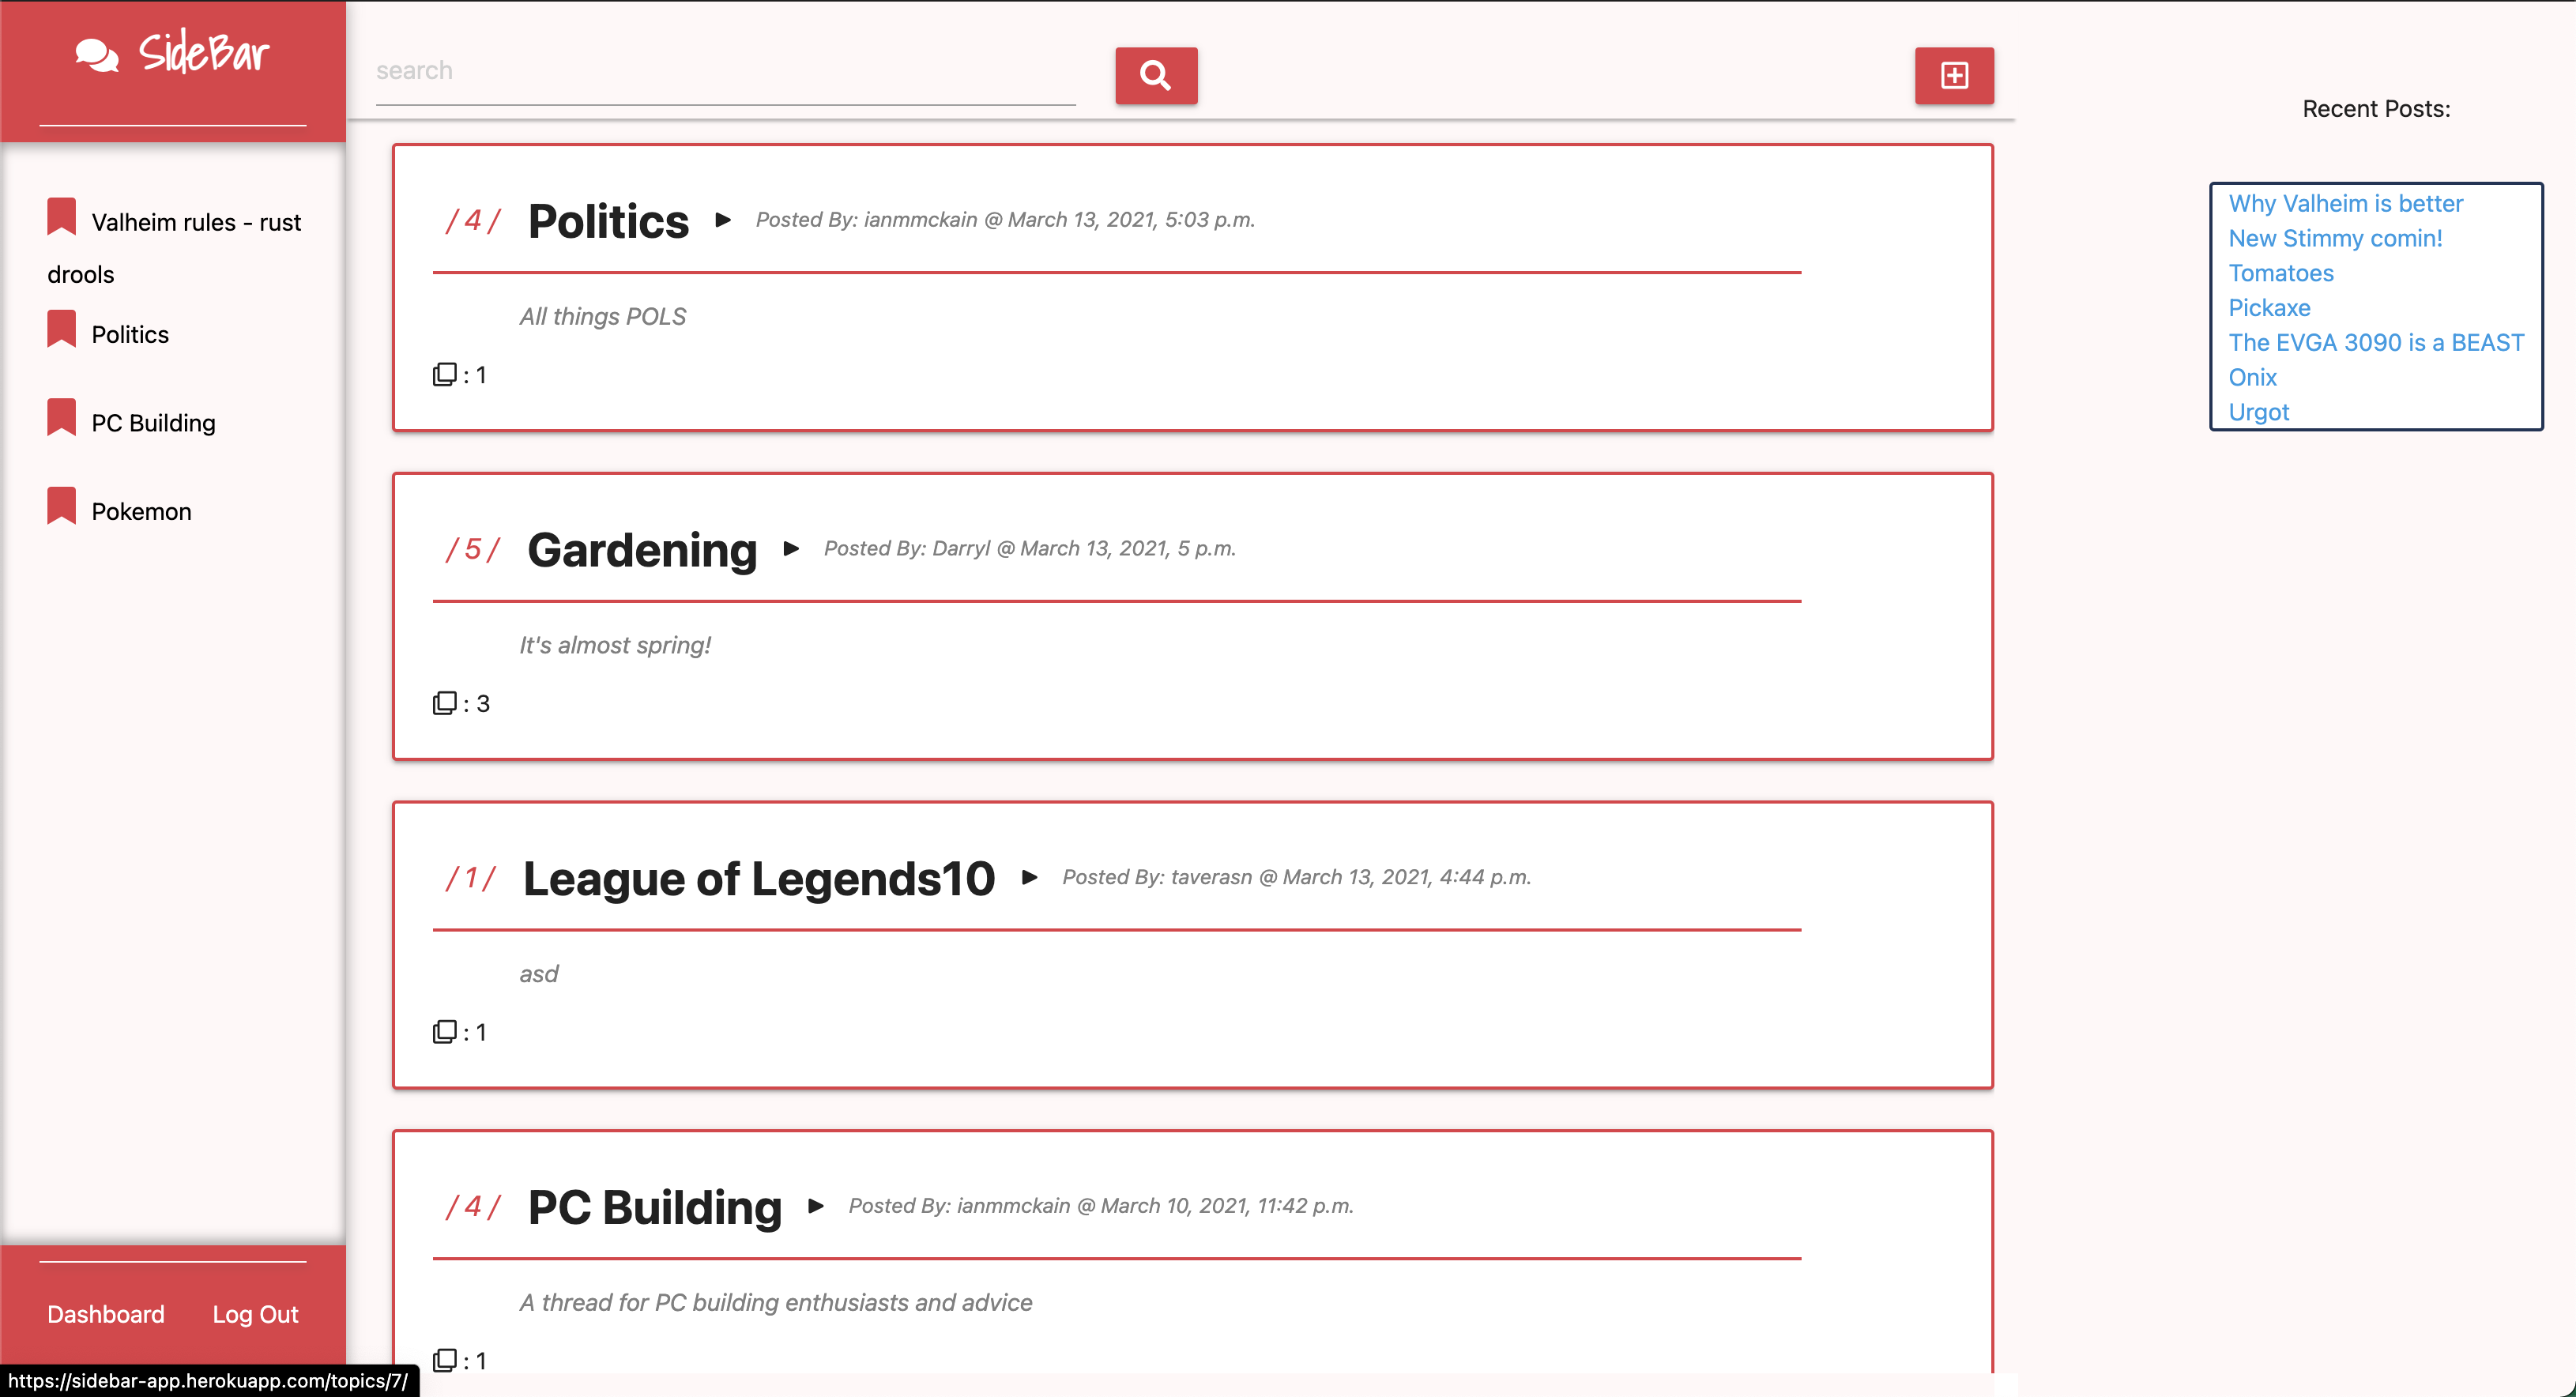 SideBar
Valheim rules - rust
drools
Politics
PC Building
Pokemon
Dashboard Log Out
https://sidebar-app.herokuapp.com/topics/7/
search
/ 4 / Politics Posted By: ianmmckain @ March 13, 2021, 5:03 p.m.
All things POLS
: 1
/ 5 / Gardening Posted By: Darryl @ March 13, 2021, 5 p.m.
It's almost spring!
: 3
/ 1 / League of Legends10 Posted By: taverasn @ March 13, 2021, 4:44 p.m.
asd
: 1
/ 4 / PC Building Posted By: ianmmckain @ March 10, 2021, 11:42 p.m.
A thread for PC building enthusiasts and advice
: 1
Recent Posts:
Why Valheim is better
New Stimmy comin!
Tomatoes
Pickaxe
The EVGA 3090 is a BEAST
Onix
Urgot